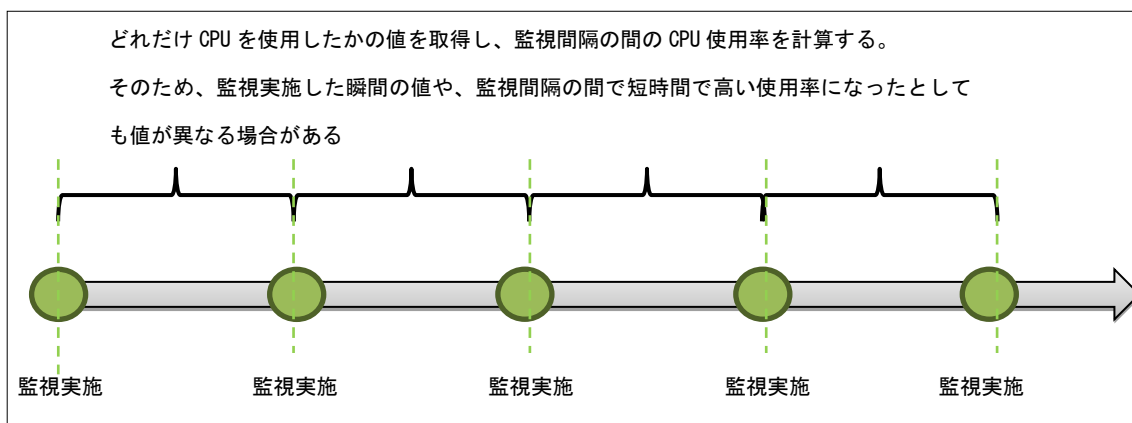 どれだけ CPU を使用したかの値を取得し、監視間隔の間の CPU 使用率を計算する。
そのため、監視実施した瞬間の値や、監視間隔の間で短時間で高い使用率になったとして
も値が異なる場合がある
監視実施 監視実施 監視実施 監視実施 監視実施